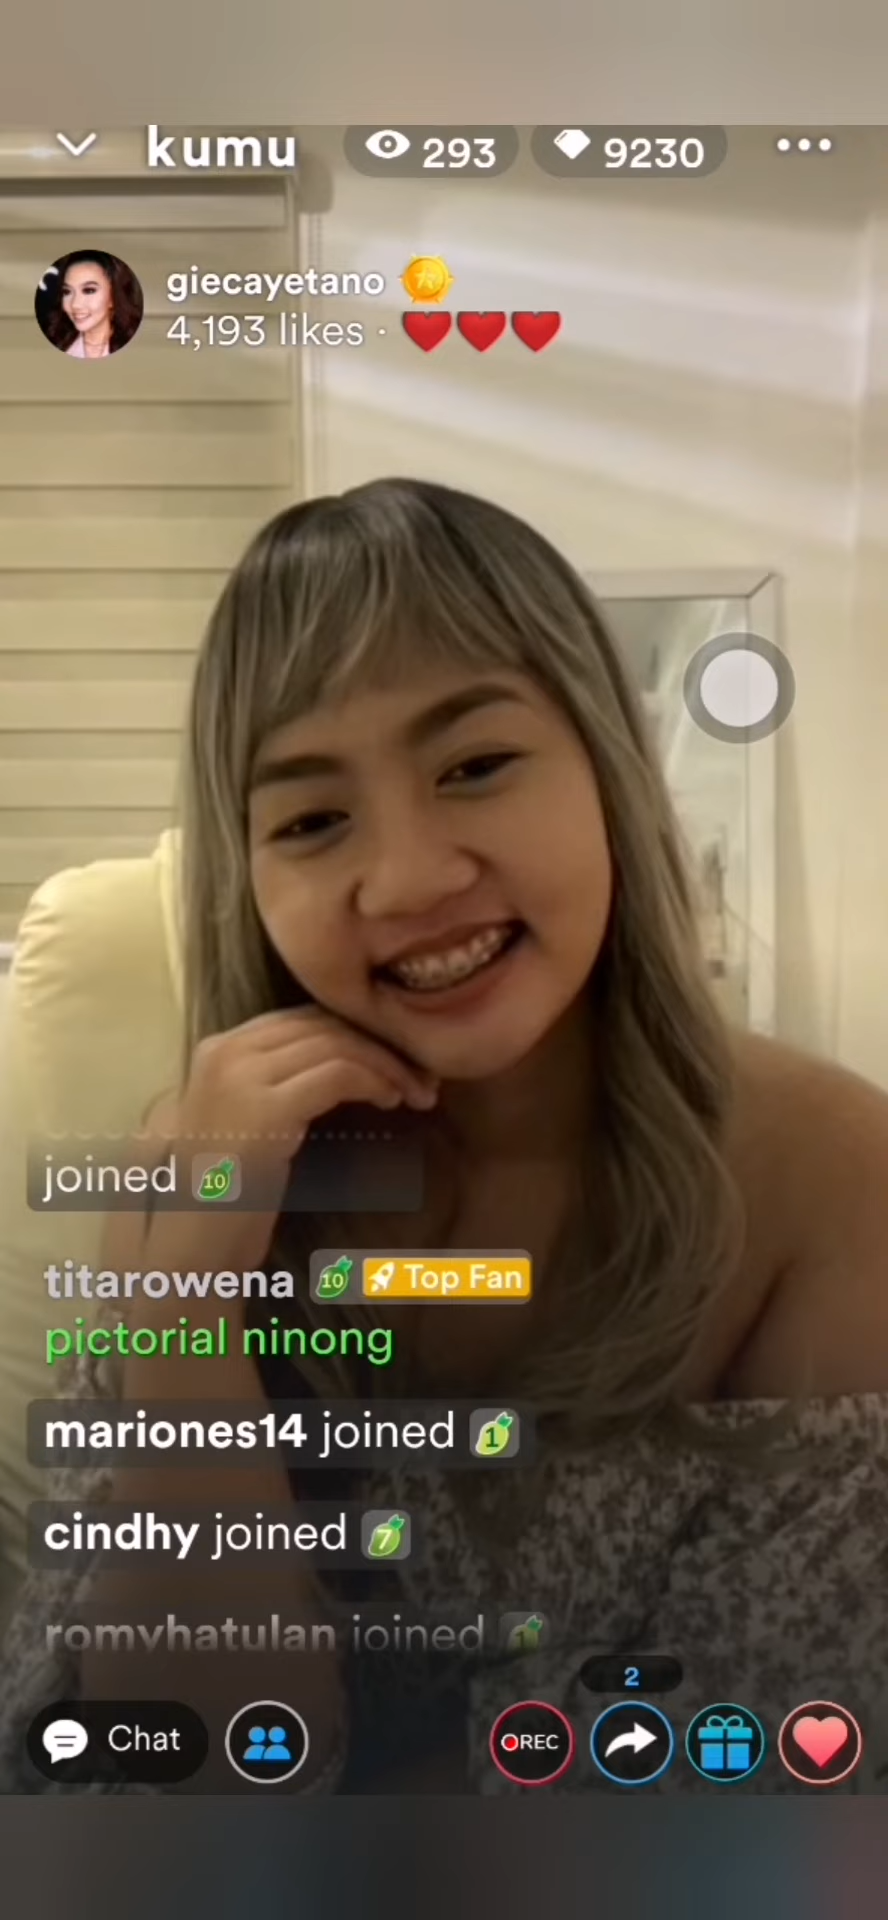 kumu 293 9230
giecayetano
4,193 likes ·
joined 10
titarowena 10 Top Fan
pictorial ninong
mariones14 joined 1
cindhy joined 7
romyhatulan joined 1
2
Chat
REC